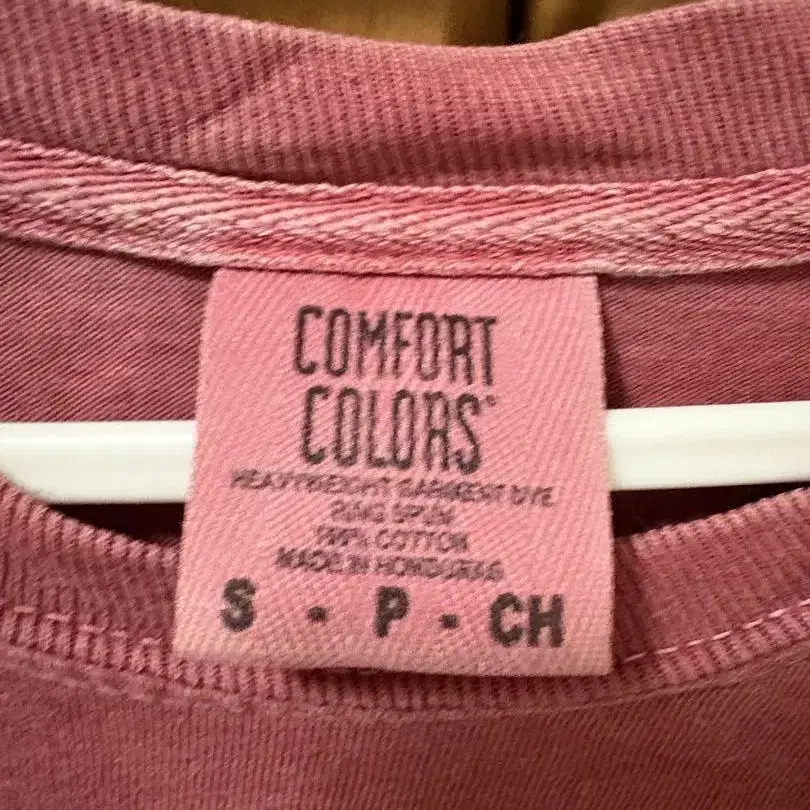 COMFORT
COLORS
HEAVYWEIGHT GARMENT DYE
RING SPUN
100% COTTON
MADE IN HONDURAS
S - P - CH